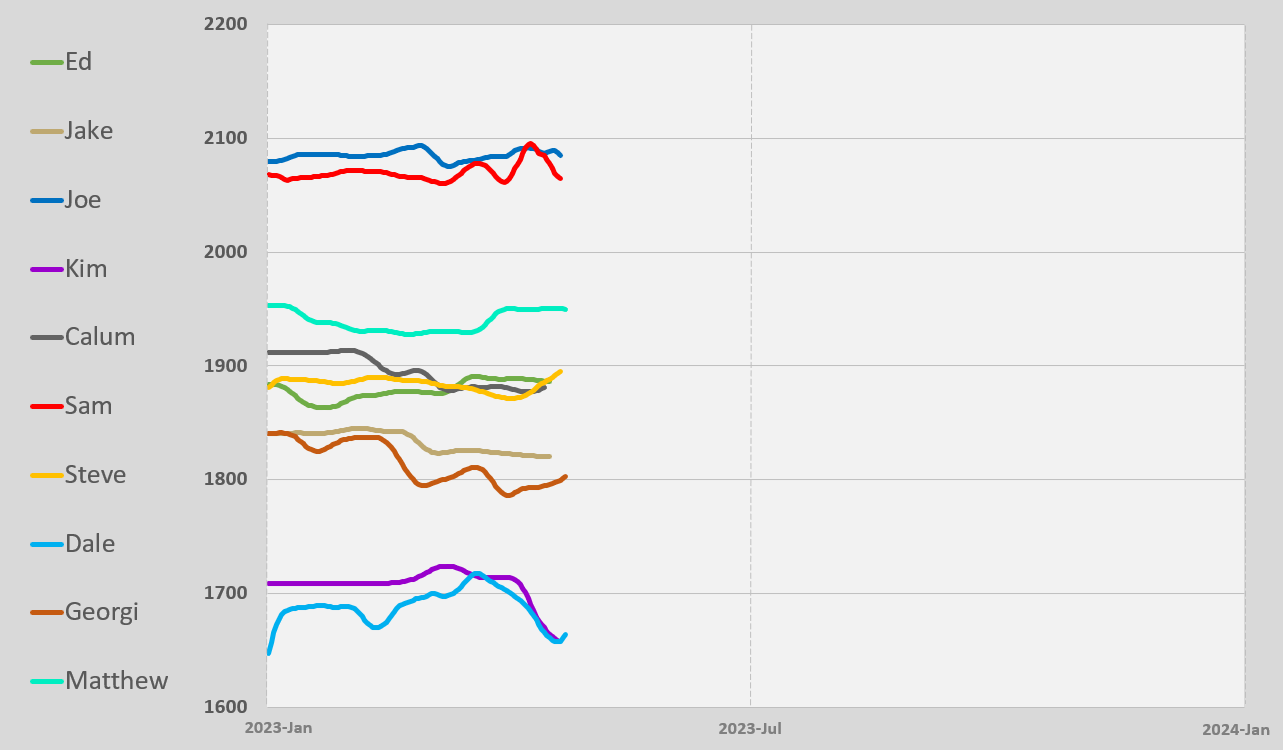 2200
Ed
Jake
2100
Joe
Kim
2000
Calum
1900
Sam
Steve
1800
Dale
1700
Georgi
Matthew
1600
2023-Jan
2023-Jul
2024-Jan